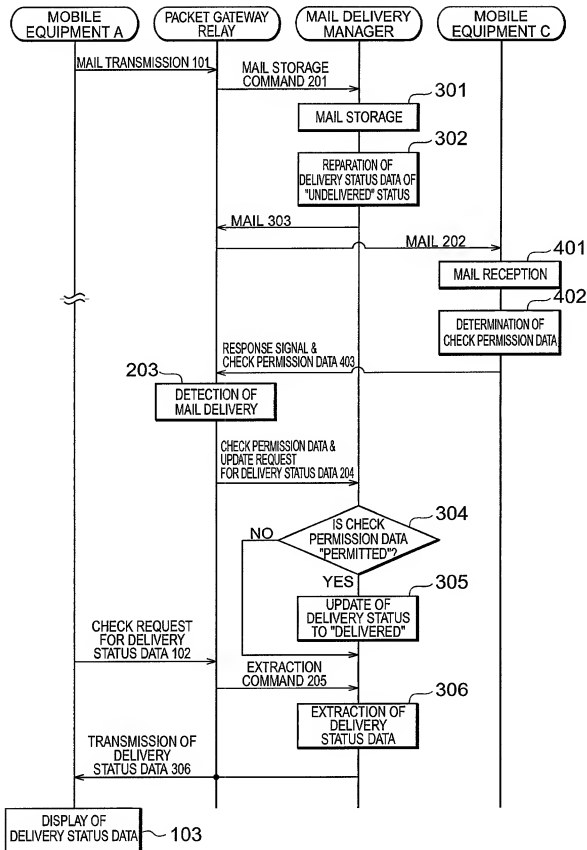 MOBILE
EQUIPMENT A
PACKET GATEWAY
RELAY
MAIL DELIVERY
MANAGER
MOBILE
EQUIPMENT C
MAIL TRANSMISSION 101
MAIL STORAGE
COMMAND 201
301
MAIL STORAGE
302
REPARATION OF
DELIVERY STATUS DATA OF
"UNDELIVERED" STATUS
MAIL 303
MAIL 202
401
MAIL RECEPTION
402
DETERMINATION OF
CHECK PERMISSION DATA
RESPONSE SIGNAL &
CHECK PERMISSION DATA 403
203
DETECTION OF
MAIL DELIVERY
CHECK PERMISSION DATA &
UPDATE REQUEST
FOR DELIVERY STATUS DATA 204
304
IS CHECK
PERMISSION DATA
"PERMITTED"?
NO
YES
305
UPDATE OF
DELIVERY STATUS
TO "DELIVERED"
CHECK REQUEST
FOR DELIVERY
STATUS DATA 102
EXTRACTION
COMMAND 205
306
EXTRACTION OF
DELIVERY
STATUS DATA
TRANSMISSION OF
DELIVERY
STATUS DATA 306
DISPLAY OF
DELIVERY STATUS DATA
103